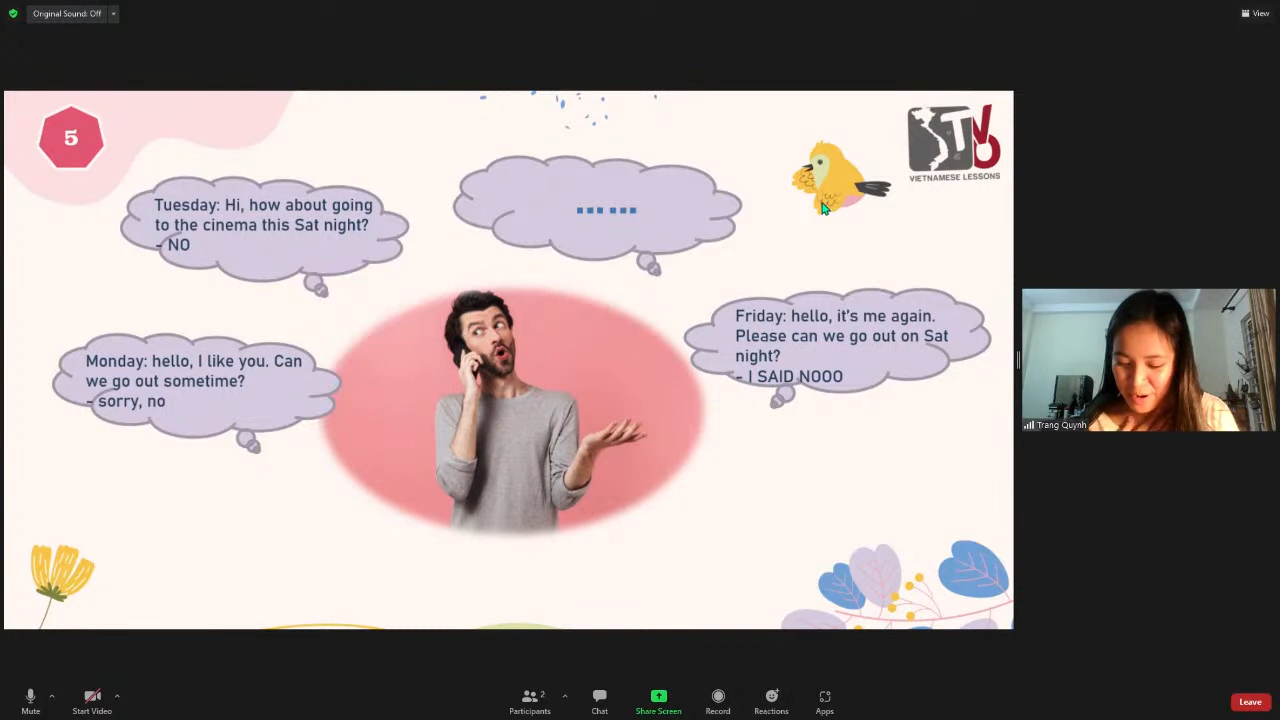 Original Sound: Off
View
5
TVO
VIETNAMESE LESSONS
Tuesday: Hi, how about going
to the cinema this Sat night?
- NO
... ...
Monday: hello, I like you. Can
we go out sometime?
- sorry, no
Friday: hello, it's me again.
Please can we go out on Sat
night?
- I SAID NOOO
Trang Quynh
Mute
Start Video
Participants
2
Chat
Share Screen
Record
Reactions
Apps
Leave